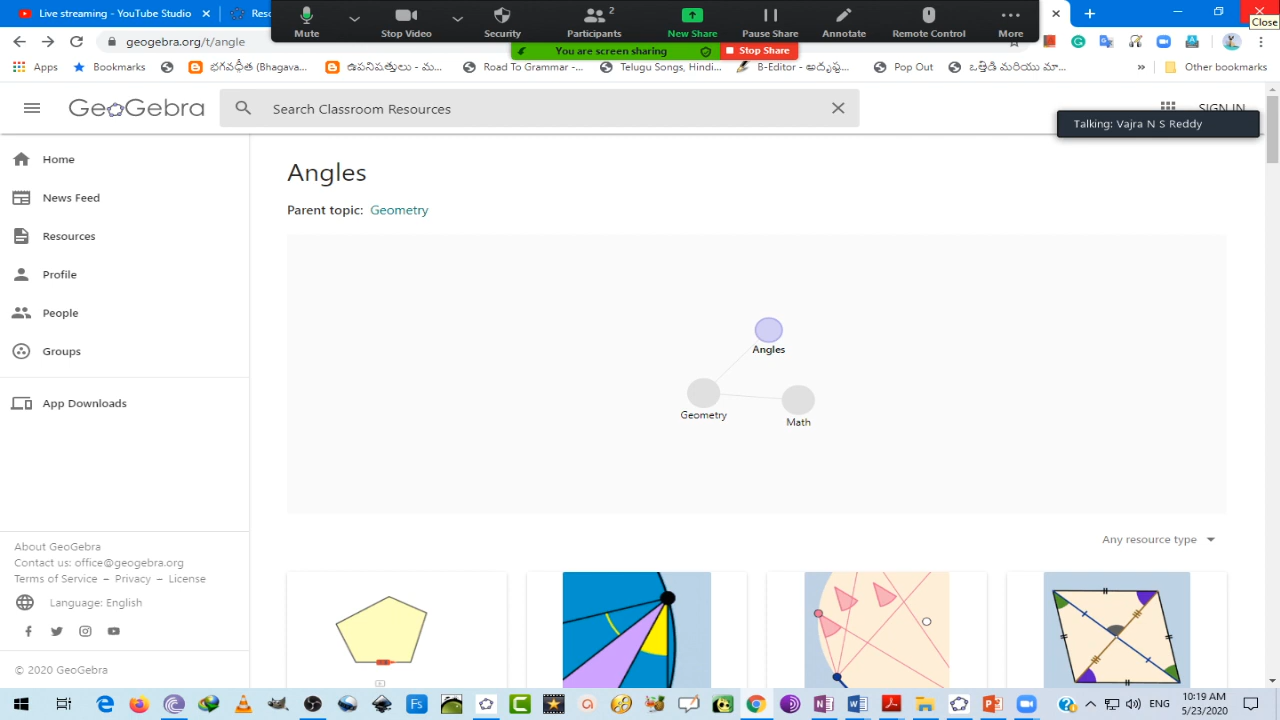 Live streaming - YouTube Studio
Mute
Stop Video
Security
2
Participants
New Share
Pause Share
Annotate
Remote Control
More
Close
geogebra.org/t/angle
You are screen sharing
Stop Share
Bookmarks
భగవద్గీత (Bhagava...
ఉపనిషత్తులు - మ...
Road To Grammar -...
Telugu Songs, Hindi...
B-Editor - అద్భుఫ...
Pop Out
ఒత్తిడి మరియు మా...
»
Other bookmarks
GeoGebra
Search Classroom Resources
SIGN IN
Talking: Vajra N S Reddy
Home
News Feed
Resources
Profile
People
Groups
App Downloads
Angles
Parent topic: Geometry
Angles
Geometry
Math
Any resource type
About GeoGebra
Contact us: office@geogebra.org
Terms of Service – Privacy – License
Language: English
© 2020 GeoGebra
ENG
10:19 AM
5/23/2020